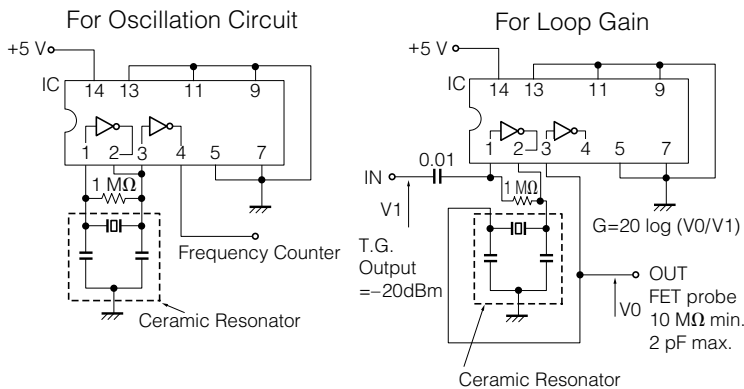 For Oscillation Circuit
+5 V
IC
14 13 11 9
1 2 3 4 5 7
1 MΩ
Frequency Counter
Ceramic Resonator
For Loop Gain
+5 V
IC
14 13 11 9
1 2 3 4 5 7
0.01
IN
1 MΩ
V1
G=20 log (V0/V1)
T.G.
Output
=−20dBm
OUT
V0
FET probe
10 MΩ min.
2 pF max.
Ceramic Resonator